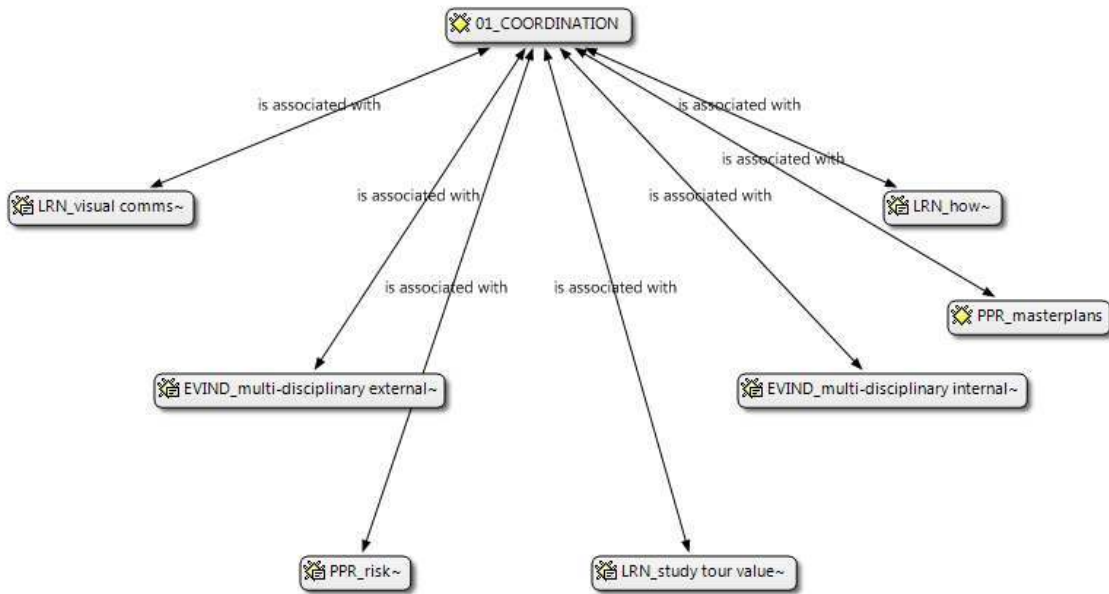 01_COORDINATION
is associated with
is associated with
is associated with
is associated with
is associated with
LRN_visual comms~
LRN_how~
is associated with
is associated with
PPR_masterplans
EVIND_multi-disciplinary external~
EVIND_multi-disciplinary internal~
PPR_risk~
LRN_study tour value~